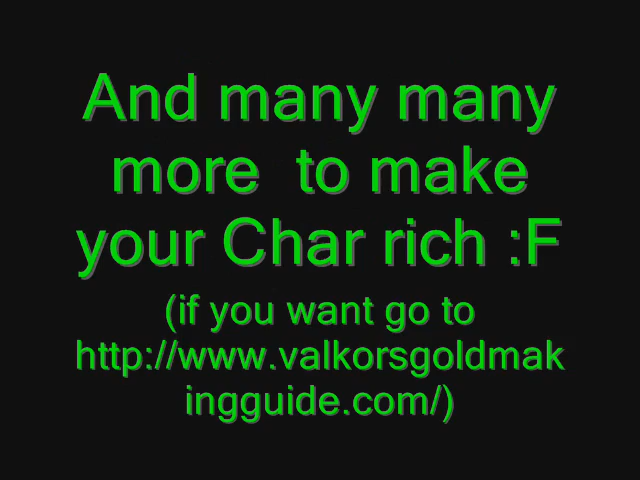 And many many
more  to make
your Char rich :F
(if you want go to
http://www.valkorsgoldmak
ingguide.com/)